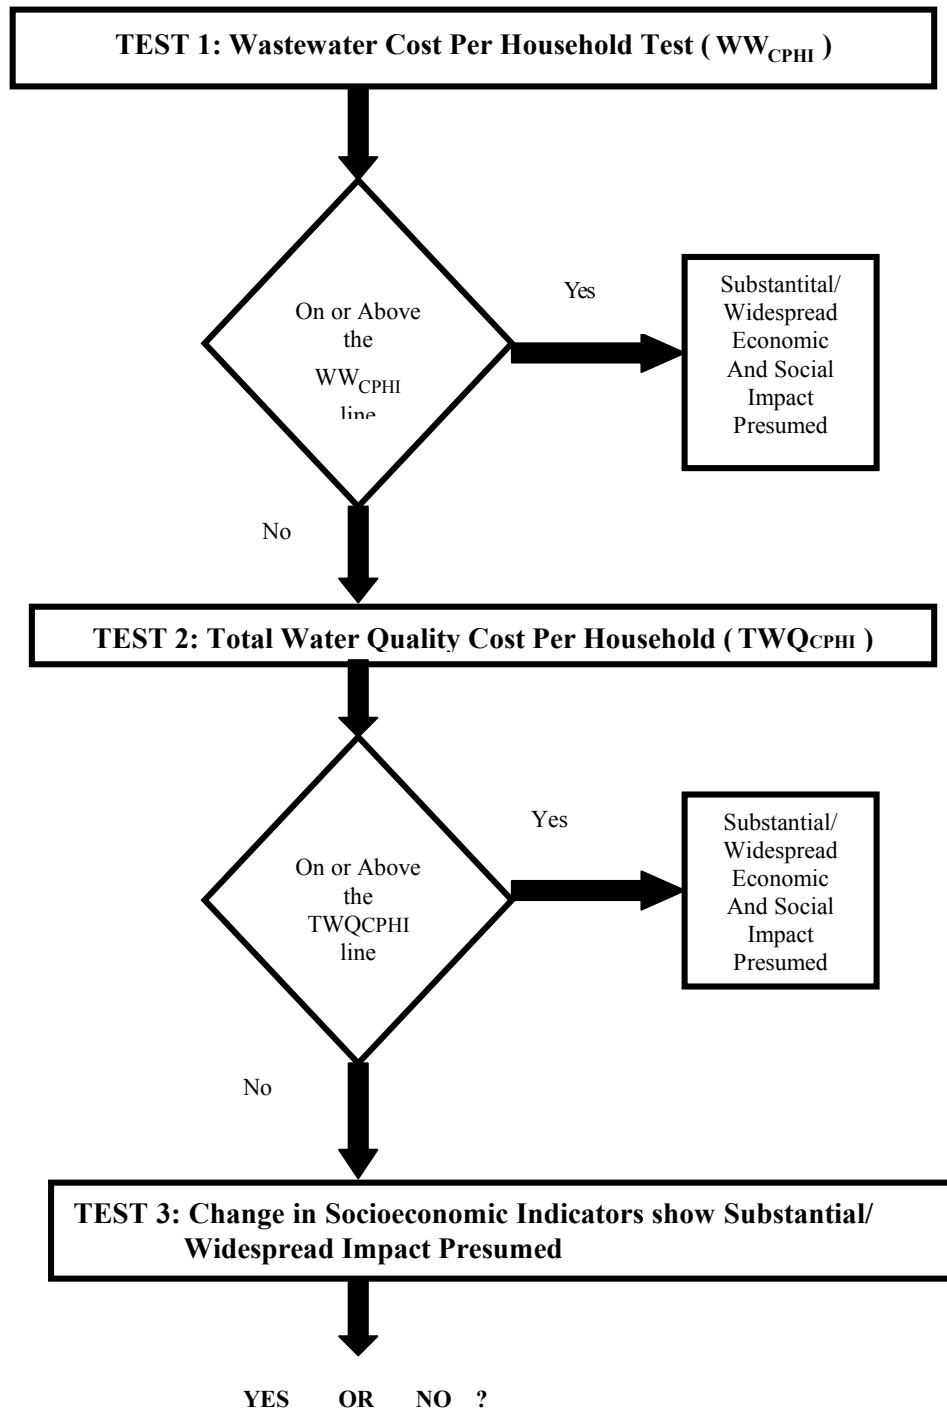 TEST 1: Wastewater Cost Per Household Test ( WWCPHI )
On or Above
the
WWCPHI
line
Yes
Substantital/
Widespread
Economic
And Social
Impact
Presumed
No
TEST 2: Total Water Quality Cost Per Household ( TWQCPHI )
On or Above
the
TWQCPHI
line
Yes
Substantial/
Widespread
Economic
And Social
Impact
Presumed
No
TEST 3: Change in Socioeconomic Indicators show Substantial/
Widespread Impact Presumed
YES OR NO ?